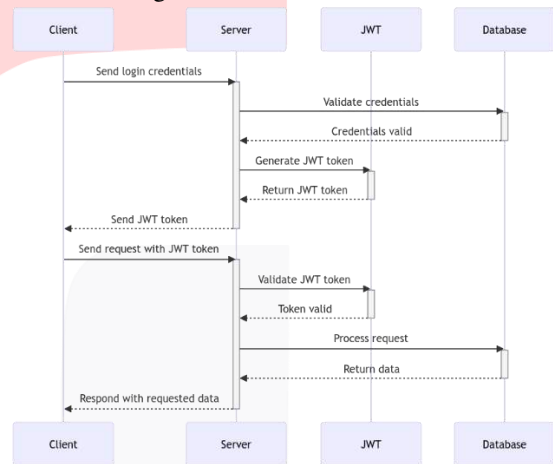 Client Server JWT Database
Send login credentials
Validate credentials
Credentials valid
Generate JWT token
Return JWT token
Send JWT token
Send request with JWT token
Validate JWT token
Token valid
Process request
Return data
Respond with requested data
Client Server JWT Database